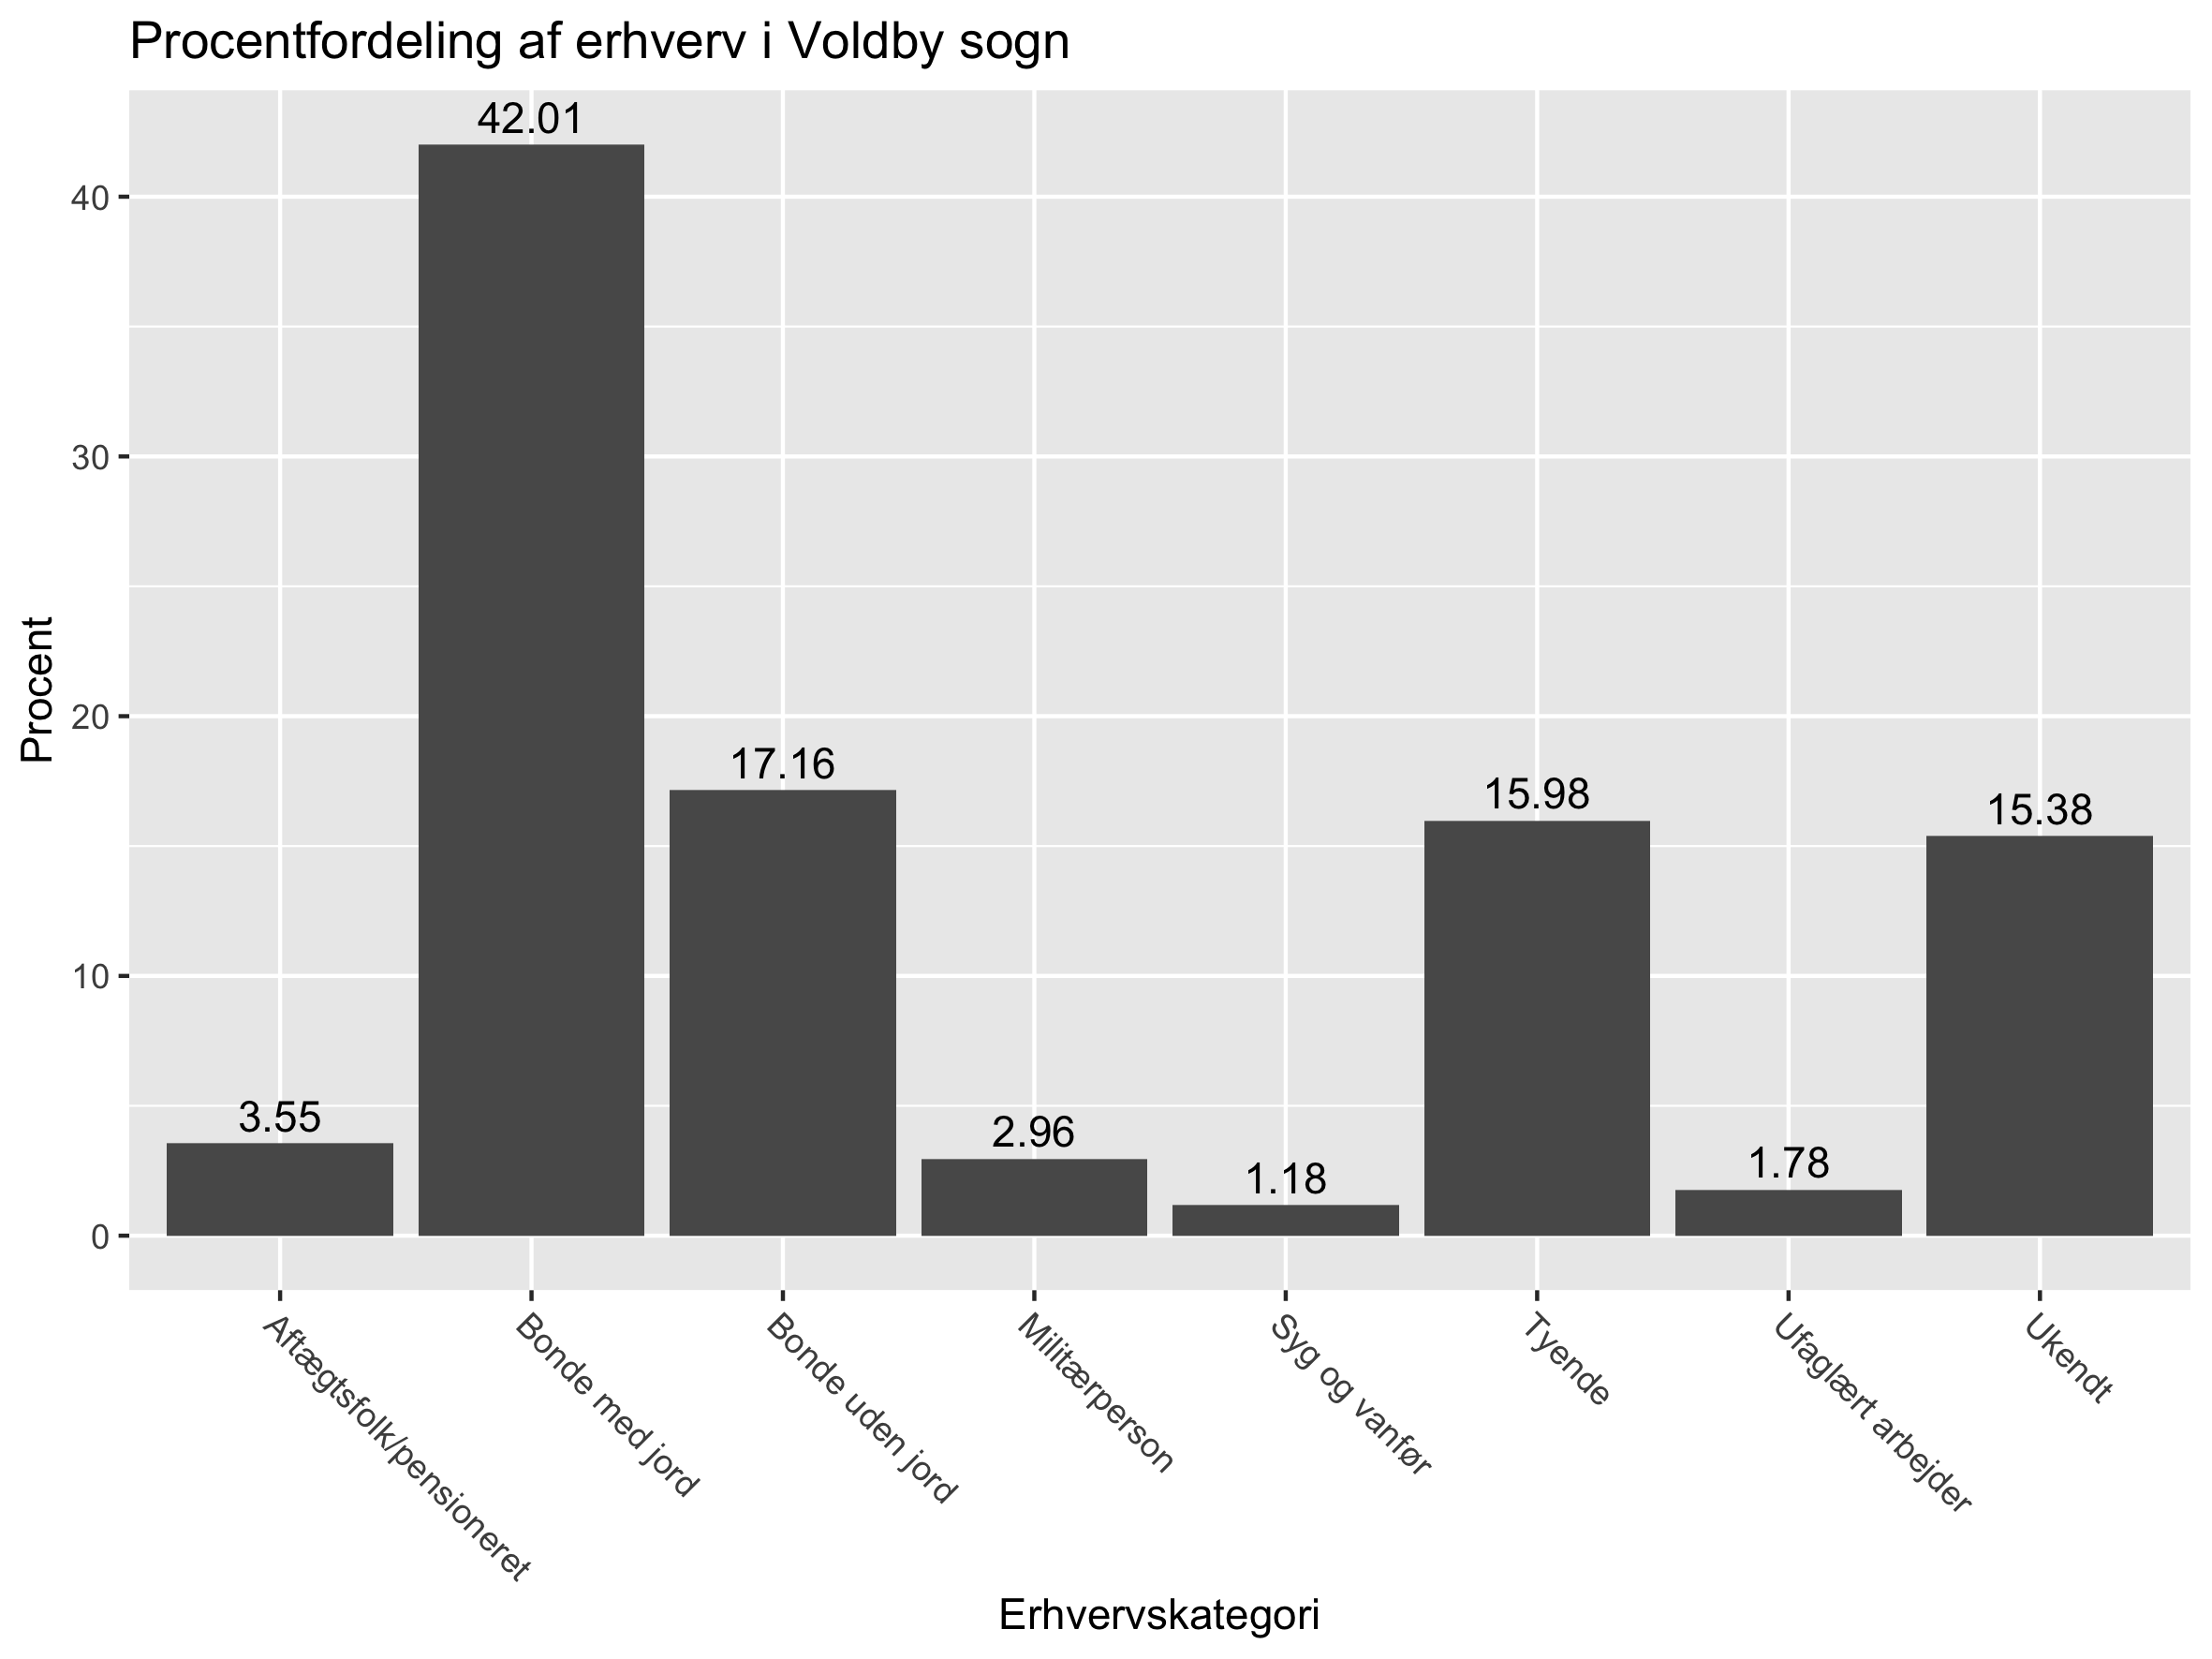 Procentfordeling af erhverv i Voldby sogn
Procent
40
30
20
10
0
3.55
42.01
17.16
2.96
1.18
15.98
1.78
15.38
Aftægtsfolk/pensioneret
Bonde med jord
Bonde uden jord
Militærperson
Syg og vanfør
Tyende
Ufaglært arbejder
Ukendt
Erhvervskategori